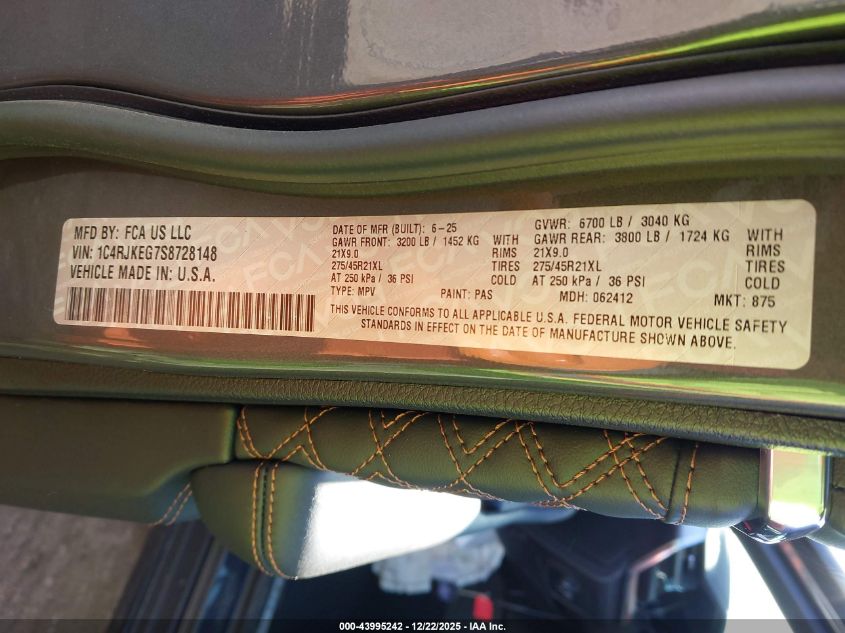 MFD BY: FCA US LLC
VIN: 1C4RJKEG7S8728148
VEHICLE MADE IN: U.S.A.
DATE OF MFR (BUILT): 6-25
GVWR: 6700 LB / 3040 KG
GAWR FRONT: 3200 LB / 1452 KG WITH GAWR REAR: 3800 LB / 1724 KG WITH
21X9.0 RIMS 21X9.0 RIMS
275/45R21XL TIRES 275/45R21XL TIRES
AT 250 kPa / 36 PSI COLD AT 250 kPa / 36 PSI COLD
TYPE: MPV PAINT: PAS MDH: 062412 MKT: 875
THIS VEHICLE CONFORMS TO ALL APPLICABLE U.S.A. FEDERAL MOTOR VEHICLE SAFETY
STANDARDS IN EFFECT ON THE DATE OF MANUFACTURE SHOWN ABOVE.
000-43995242 - 12/22/2025 - IAA Inc.